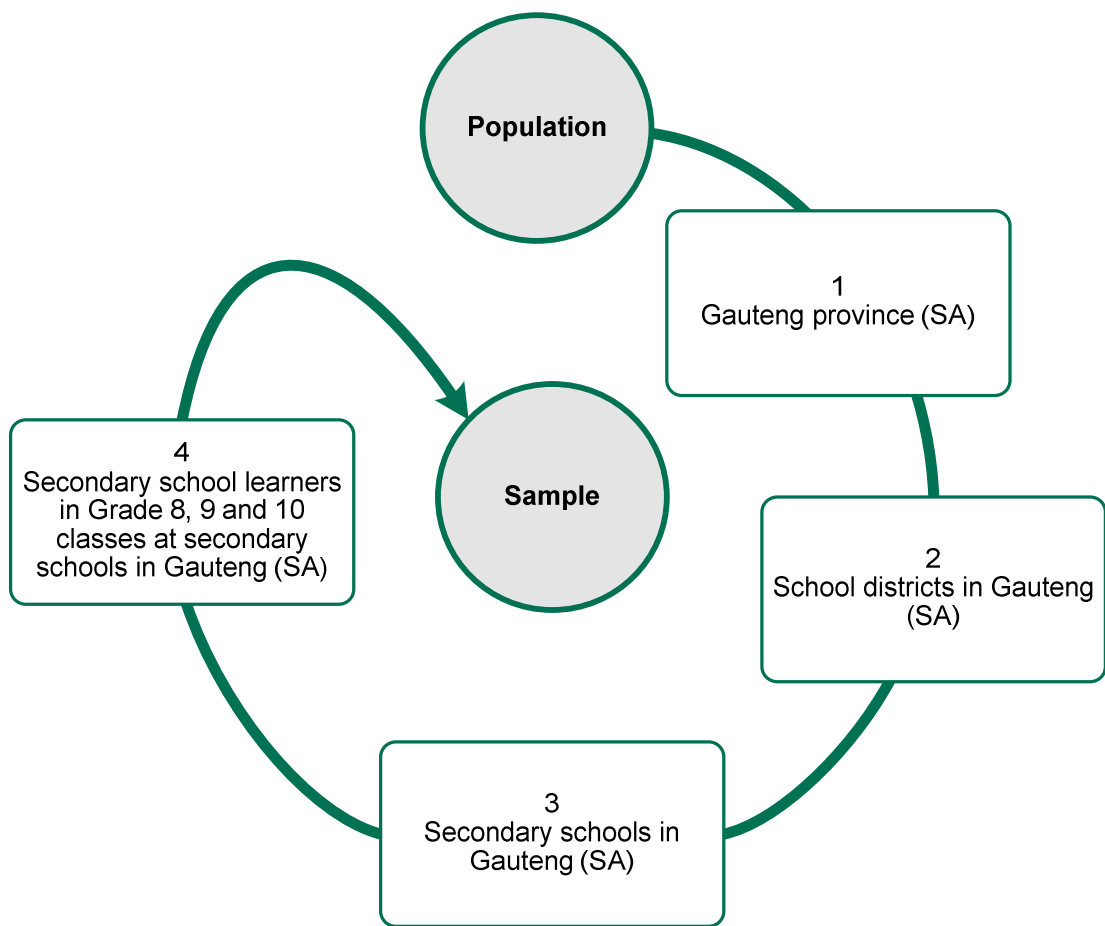 Population
1
Gauteng province (SA)
2
School districts in Gauteng
(SA)
3
Secondary schools in
Gauteng (SA)
4
Secondary school learners
in Grade 8, 9 and 10
classes at secondary
schools in Gauteng (SA)
Sample